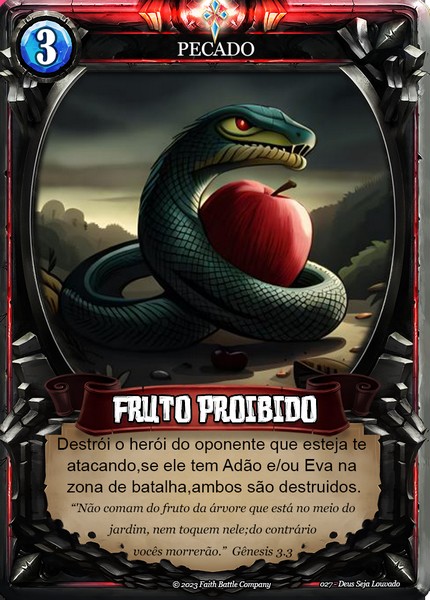 3
PECADO
FRUTO PROIBIDO
Destrói o herói do oponente que esteja te
atacando,se ele tem Adão e/ou Eva na
zona de batalha,ambos são destruidos.
“'Não comam do fruto da árvore que está no meio do
jardim, nem toquem nele;do contrário
vocês morrerão.” Gênesis 3.3
© 2023 Faith Battle Company
027 - Deus Seja Louvado